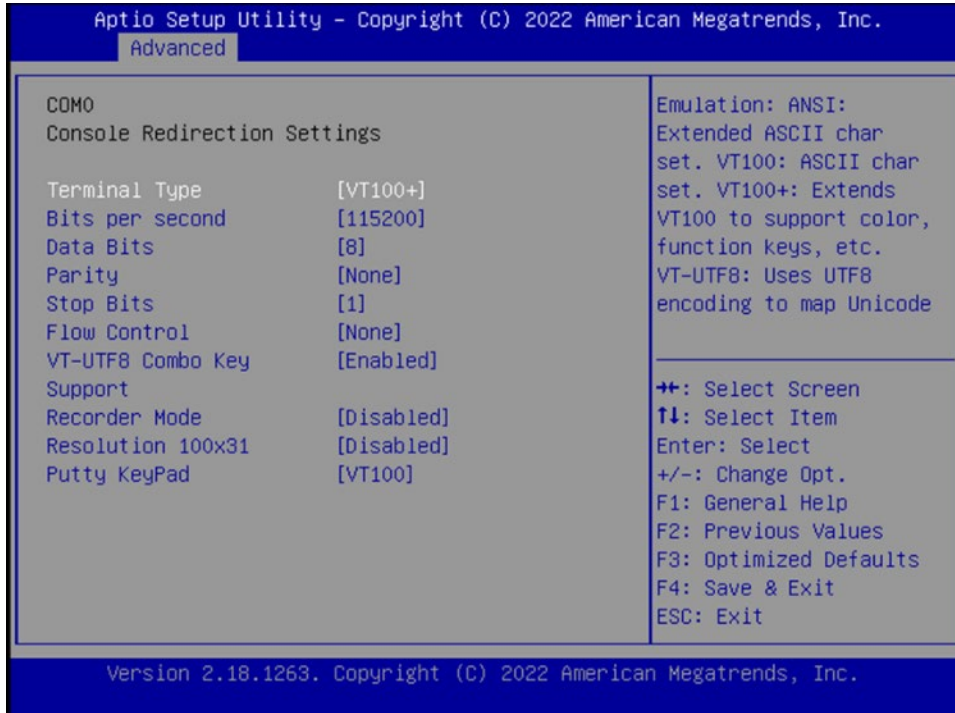 Aptio Setup Utility – Copyright (C) 2022 American Megatrends, Inc.
Advanced
COM0
Console Redirection Settings
Terminal Type [VT100+]
Bits per second [115200]
Data Bits [8]
Parity [None]
Stop Bits [1]
Flow Control [None]
VT-UTF8 Combo Key [Enabled]
Support
Recorder Mode [Disabled]
Resolution 100x31 [Disabled]
Putty KeyPad [VT100]
Emulation: ANSI:
Extended ASCII char
set. VT100: ASCII char
set. VT100+: Extends
VT100 to support color,
function keys, etc.
VT-UTF8: Uses UTF8
encoding to map Unicode
→←: Select Screen
↑↓: Select Item
Enter: Select
+/-: Change Opt.
F1: General Help
F2: Previous Values
F3: Optimized Defaults
F4: Save & Exit
ESC: Exit
Version 2.18.1263. Copyright (C) 2022 American Megatrends, Inc.